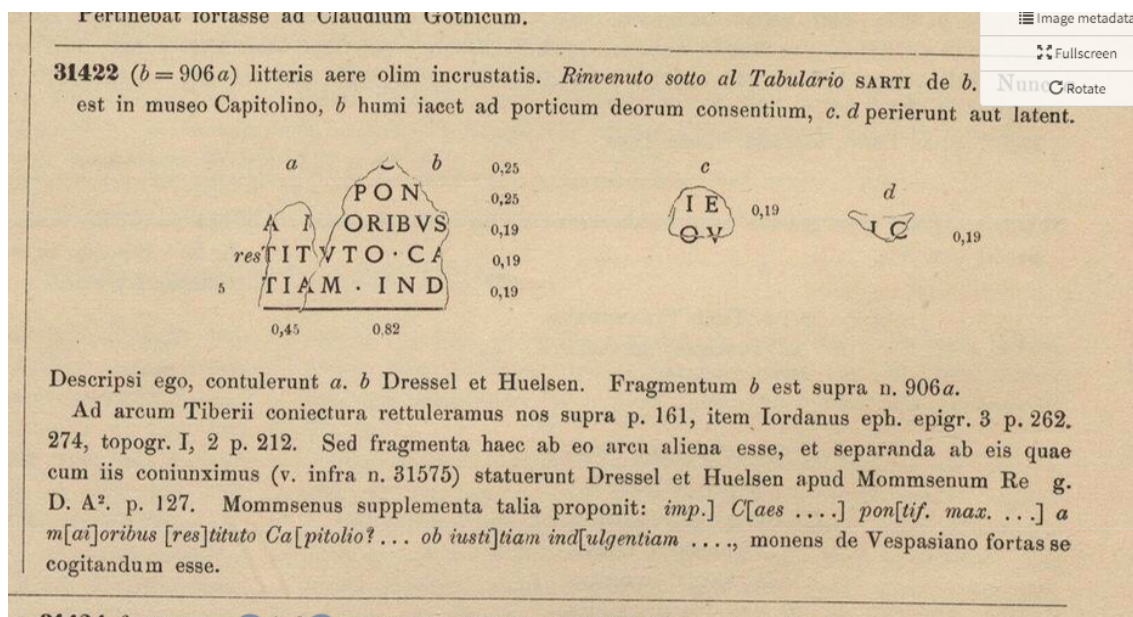 Pertinebat fortasse ad Claudium Gothicum.
Image metadata
Fullscreen
Rotate
31422 (b = 906a) litteris aere olim incrustatis. Rinvenuto sotto al Tabulario SARTI de b. Nunc
est in museo Capitolino, b humi iacet ad porticum deorum consentium, c. d perierunt aut latent.
a b 0,25 c
PON 0,25 d
A I ORIBVS 0,19 I E 0,19
resTITVTO · CA 0,19 O V I C 0,19
5 TIAM · IND 0,19
0,45 0,82
Descripsi ego, contulerunt a. b Dressel et Huelsen. Fragmentum b est supra n. 906a.
Ad arcum Tiberii coniectura rettuleramus nos supra p. 161, item Iordanus eph. epigr. 3 p. 262.
274, topogr. I, 2 p. 212. Sed fragmenta haec ab eo arcu aliena esse, et separanda ab eis quae
cum iis coniunximus (v. infra n. 31575) statuerunt Dressel et Huelsen apud Mommsenum Re g.
D. A². p. 127. Mommsenus supplementa talia proponit: imp.] C[aes ....] pon[tif. max. ...] a
m[ai]oribus [res]tituto Ca[pitolio? ... ob iusti]tiam ind[ulgentiam ...., monens de Vespasiano fortas se
cogitandum esse.